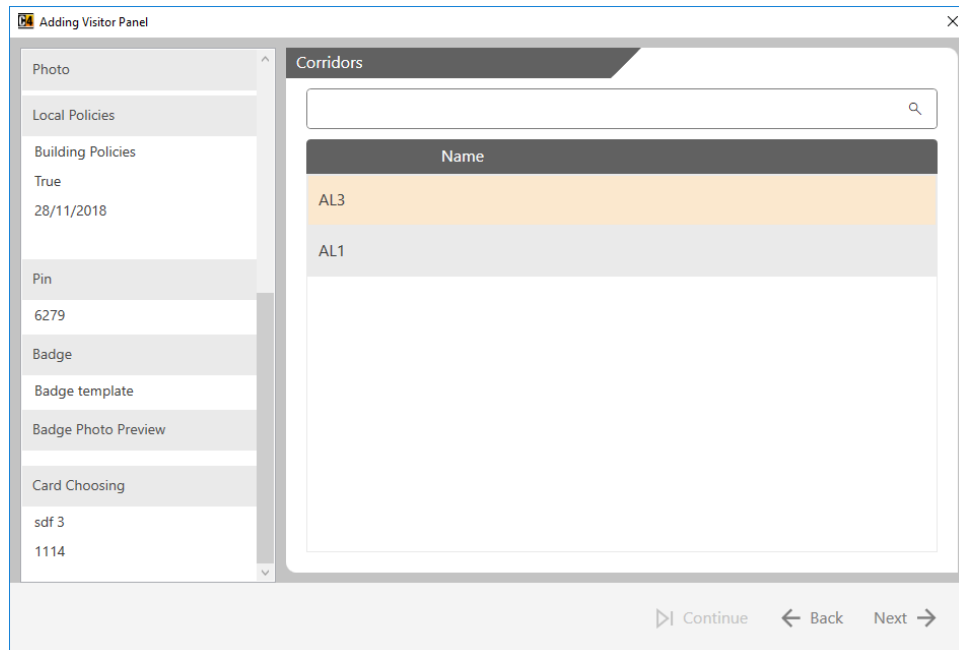 C4 Adding Visitor Panel
Photo
Local Policies
Building Policies
True
28/11/2018
Pin
6279
Badge
Badge template
Badge Photo Preview
Card Choosing
sdf 3
1114
Corridors
Name
AL3
AL1
Continue
Back
Next